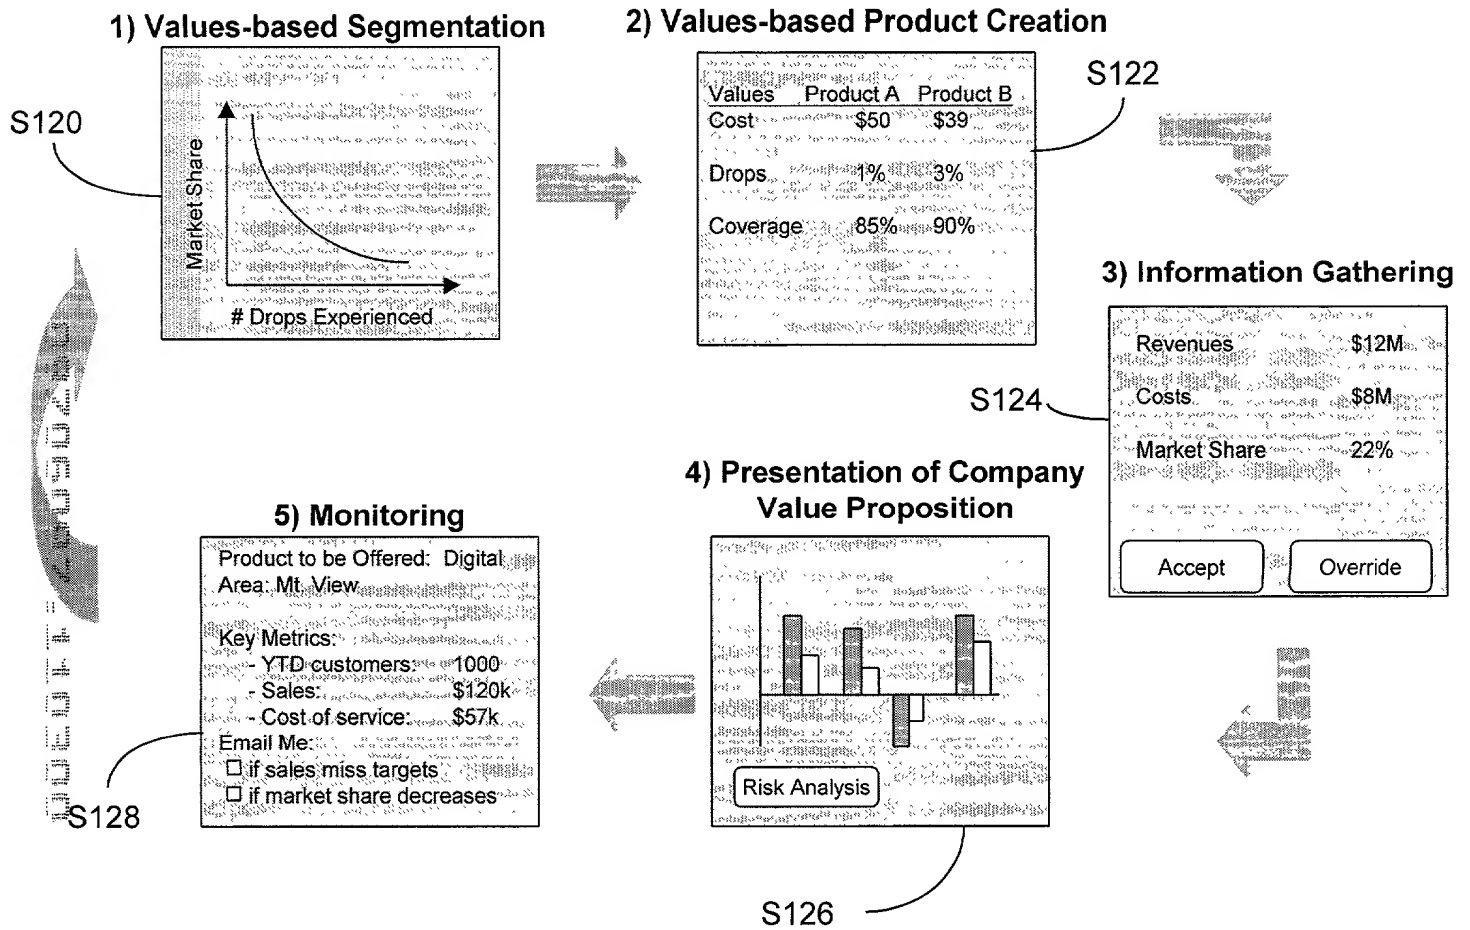 1) Values-based Segmentation
S120
Market Share
# Drops Experienced
2) Values-based Product Creation
S122
Values Product A Product B
Cost $50 $39
Drops 1% 3%
Coverage 85% 90%
3) Information Gathering
S124
Revenues $12M
Costs $8M
Market Share 22%
Accept Override
4) Presentation of Company
Value Proposition
Risk Analysis
S126
5) Monitoring
Product to be Offered: Digital
Area: Mt. View
Key Metrics:
- YTD customers: 1000
- Sales: $120k
- Cost of service: $57k
Email Me:
if sales miss targets
if market share decreases
S128